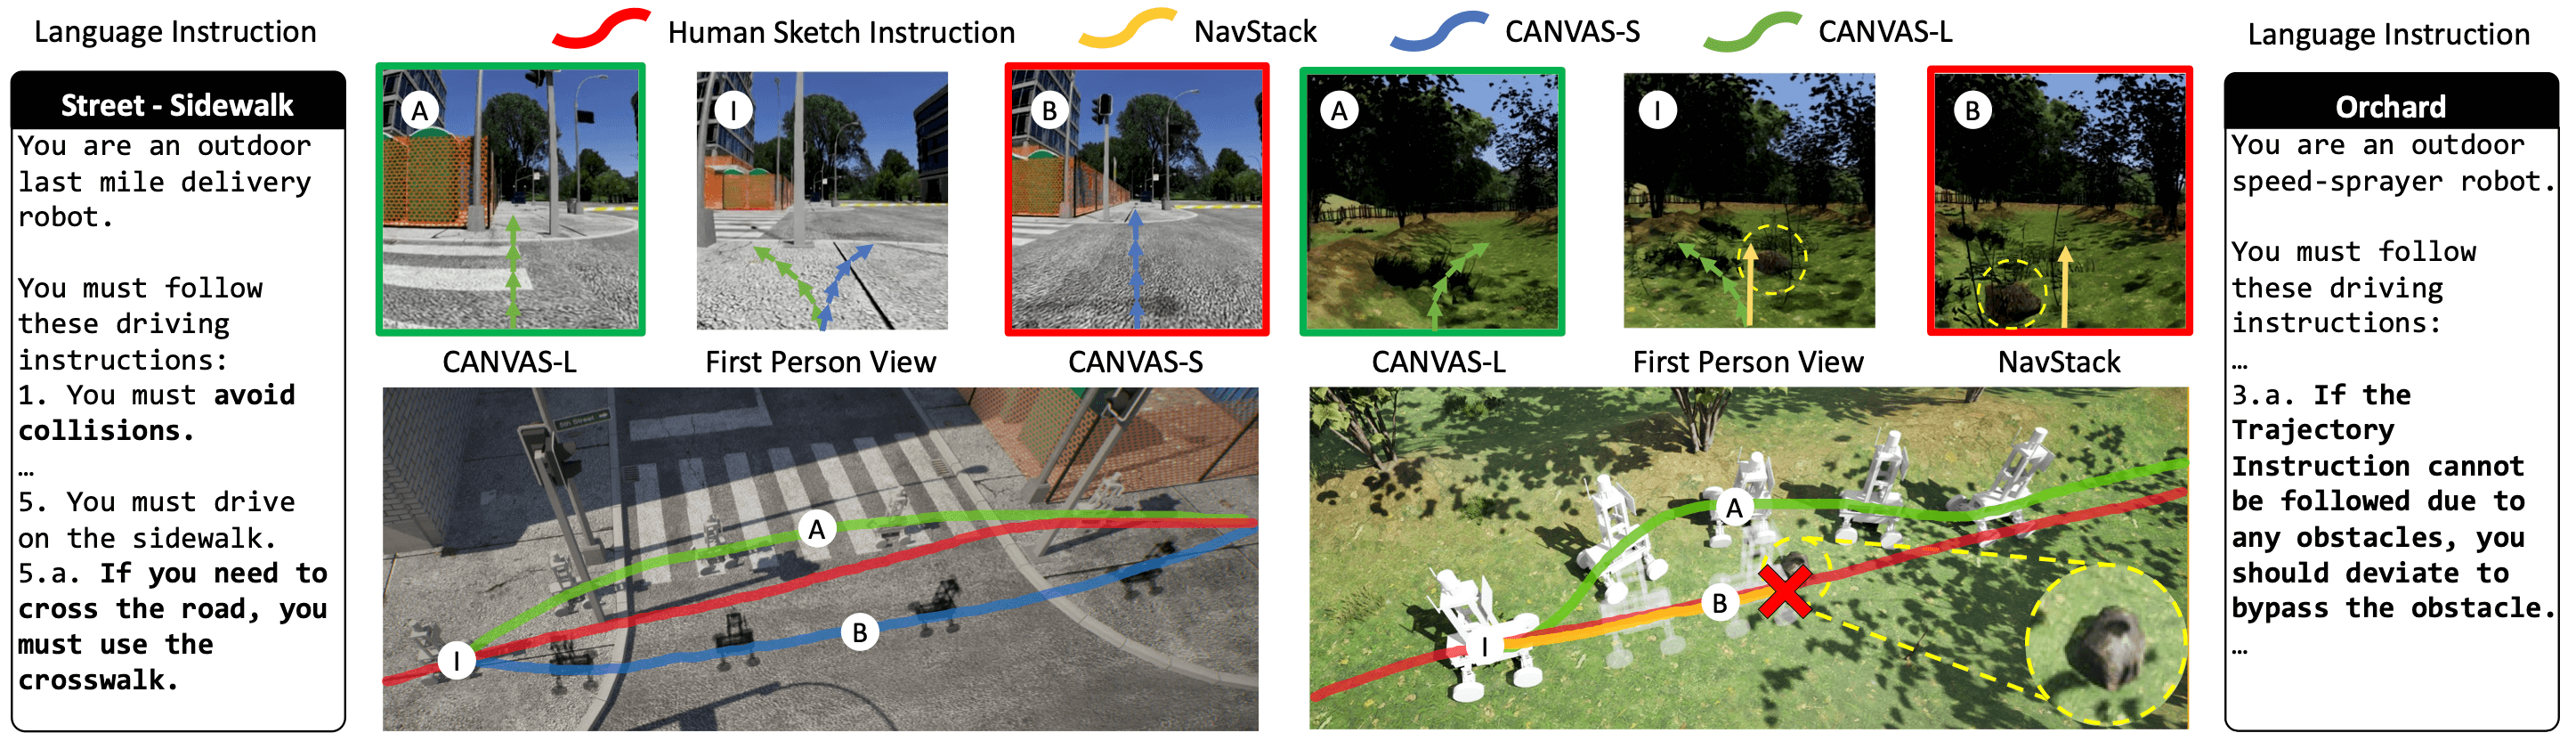 Language Instruction
Human Sketch Instruction
NavStack
CANVAS-S
CANVAS-L
Language Instruction
Street - Sidewalk
You are an outdoor
last mile delivery
robot.
You must follow
these driving
instructions:
1. You must avoid
collisions.
…
5. You must drive
on the sidewalk.
5.a. If you need to
cross the road, you
must use the
crosswalk.
A
I
B
CANVAS-L
First Person View
CANVAS-S
5th Street
A
I
B
A
I
B
CANVAS-L
First Person View
NavStack
A
I
B
Orchard
You are an outdoor
speed-sprayer robot.
You must follow
these driving
instructions:
…
3.a. If the
Trajectory
Instruction cannot
be followed due to
any obstacles, you
should deviate to
bypass the obstacle.
…